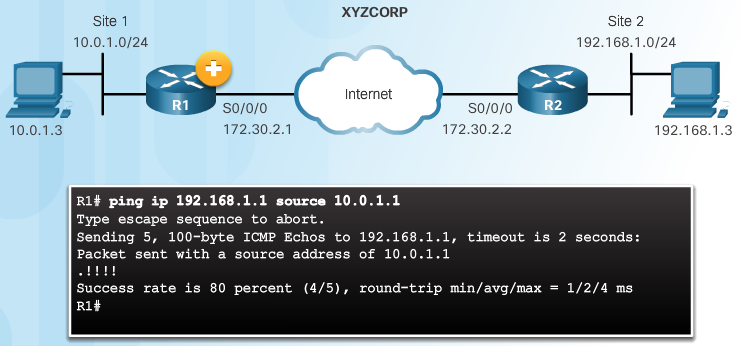 XYZCORP
Site 1
10.0.1.0/24
Site 2
192.168.1.0/24
R1
S0/0/0
172.30.2.1
Internet
S0/0/0
172.30.2.2
R2
10.0.1.3
192.168.1.3
R1# ping ip 192.168.1.1 source 10.0.1.1
Type escape sequence to abort.
Sending 5, 100-byte ICMP Echos to 192.168.1.1, timeout is 2 seconds:
Packet sent with a source address of 10.0.1.1
.!!!!
Success rate is 80 percent (4/5), round-trip min/avg/max = 1/2/4 ms
R1#